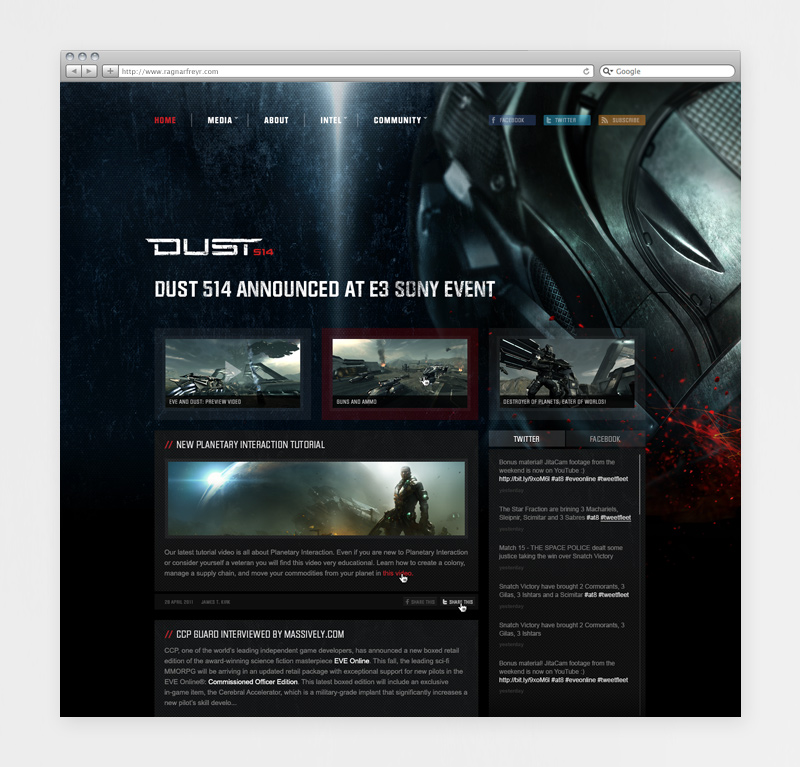 http://www.ragnarfreyr.com
Google
HOME
MEDIA
ABOUT
INTEL
COMMUNITY
FACEBOOK
TWITTER
SUBSCRIBE
DUST 514
DUST 514 ANNOUNCED AT E3 SONY EVENT
EVE AND DUST: PREVIEW VIDEO
GUNS AND AMMO
DESTROYER OF PLANETS, EATER OF WORLDS!
// NEW PLANETARY INTERACTION TUTORIAL
Our latest tutorial video is all about Planetary Interaction. Even if you are new to Planetary Interaction
or consider yourself a veteran you will find this video very educational. Learn how to create a colony,
manage a supply chain, and move your commodities from your planet in this video.
APRIL 2011
JAMES T. KIRK
SHARE THIS
SHARE THIS
// CCP GUARD INTERVIEWED BY MASSIVELY.COM
CCP, one of the world's leading independent game developers, has announced a new boxed retail
edition of the award-winning science fiction masterpiece EVE Online. This fall, the leading sci-fi
MMORPG will be arriving in an updated retail package with exceptional support for new pilots in the
EVE Online®: Commissioned Officer Edition. This latest boxed edition will include an exclusive
in-game item, the Cerebral Accelerator, which is a military-grade implant that significantly increases a
new pilot's skill develo...
TWITTER
FACEBOOK
Bonus material! JitaCam footage from the
weekend is now on YouTube :)
http://bit.ly/9xoM6l #at8 #eveonline #tweetfleet
yesterday
The Star Fraction are brining 3 Machariels,
Sleipnir, Scimitar and 3 Sabres #at8 #tweetfleet
yesterday
Match 15 - THE SPACE POLICE dealt some
justice taking the win over Snatch Victory
yesterday
Snatch Victory have brought 2 Cormorants, 3
Gilas, 3 Ishtars and a Scimitar #at8 #tweetfleet
yesterday
Snatch Victory have brought 2 Cormorants, 3
Gilas, 3 Ishtars
yesterday
Bonus material! JitaCam footage from the
weekend is now on YouTube :)
http://bit.ly/9xoM6l #at8 #eveonline #tweetfleet
yesterday